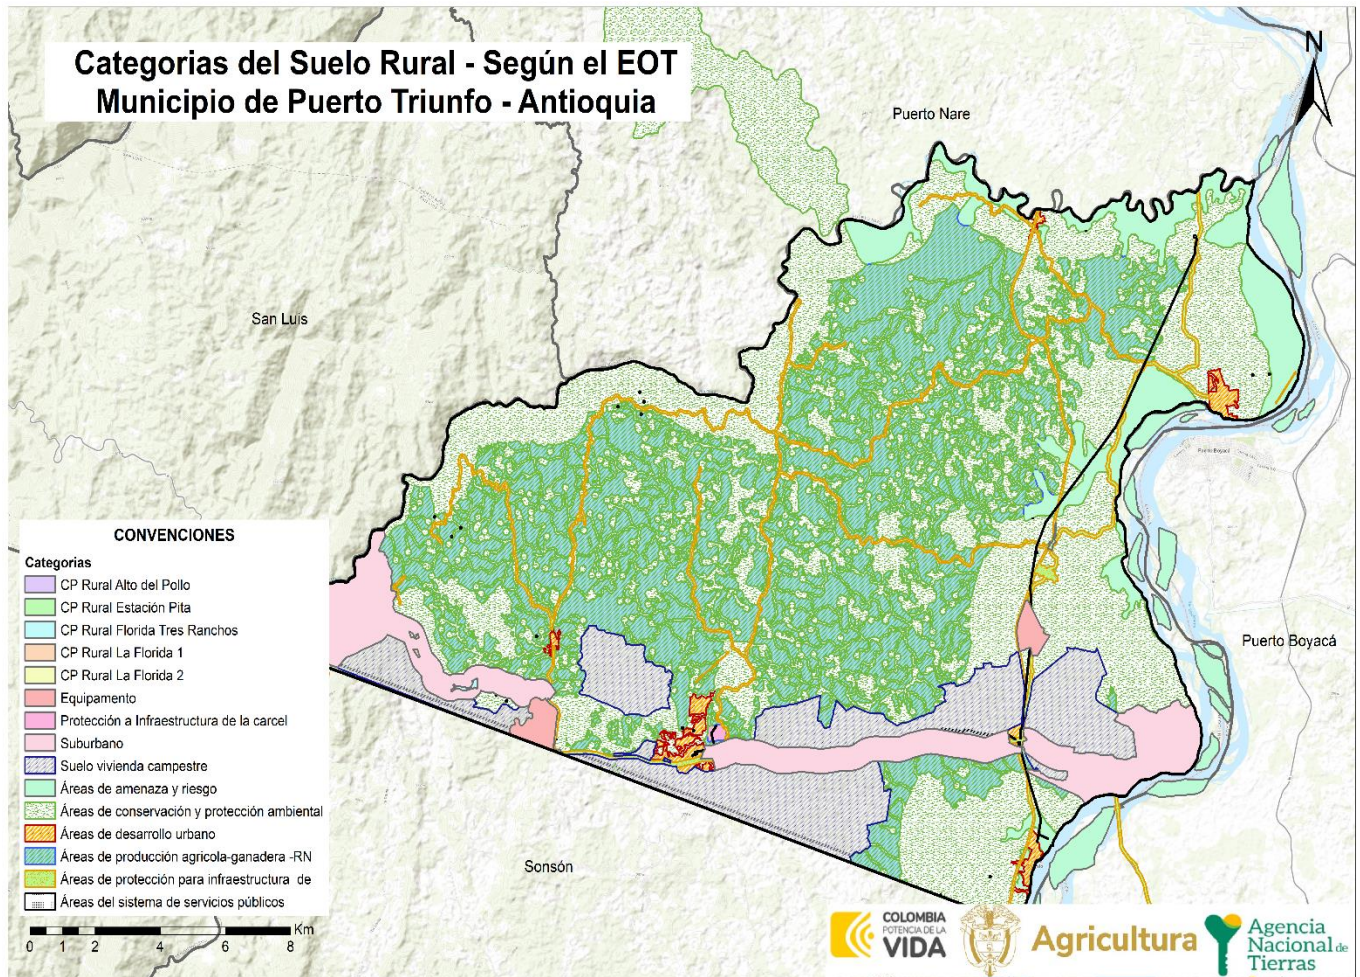 Categorias del Suelo Rural - Según el EOT
Municipio de Puerto Triunfo - Antioquia
N
Puerto Nare
San Luis
Puerto Boyacá
Puerto Boyacá
Sonsón
CONVENCIONES
Categorias
CP Rural Alto del Pollo
CP Rural Estación Pita
CP Rural Florida Tres Ranchos
CP Rural La Florida 1
CP Rural La Florida 2
Equipamento
Protección a Infraestructura de la carcel
Suburbano
Suelo vivienda campestre
Áreas de amenaza y riesgo
Áreas de conservación y protección ambiental
Áreas de desarrollo urbano
Áreas de producción agricola-ganadera -RN
Áreas de protección para infraestructura de
Áreas del sistema de servicios públicos
Km
0 1 2 4 6 8
COLOMBIA
POTENCIA DE LA
VIDA
Agricultura
Agencia
Nacional de
Tierras